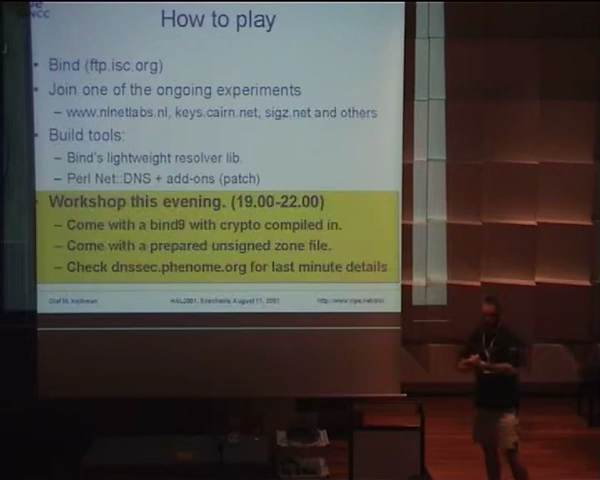 NCC
How to play
• Bind (ftp.isc.org)
• Join one of the ongoing experiments
– www.nlnetlabs.nl, keys.cairn.net, sigz.net and others
• Build tools:
– Bind's lightweight resolver lib.
– Perl Net::DNS + add-ons (patch)
Workshop this evening. (19.00-22.00)
– Come with a bind9 with crypto compiled in.
– Come with a prepared unsigned zone file.
– Check dnssec.phenome.org for last minute details
HAL2001, Enschede, August 11, 2001